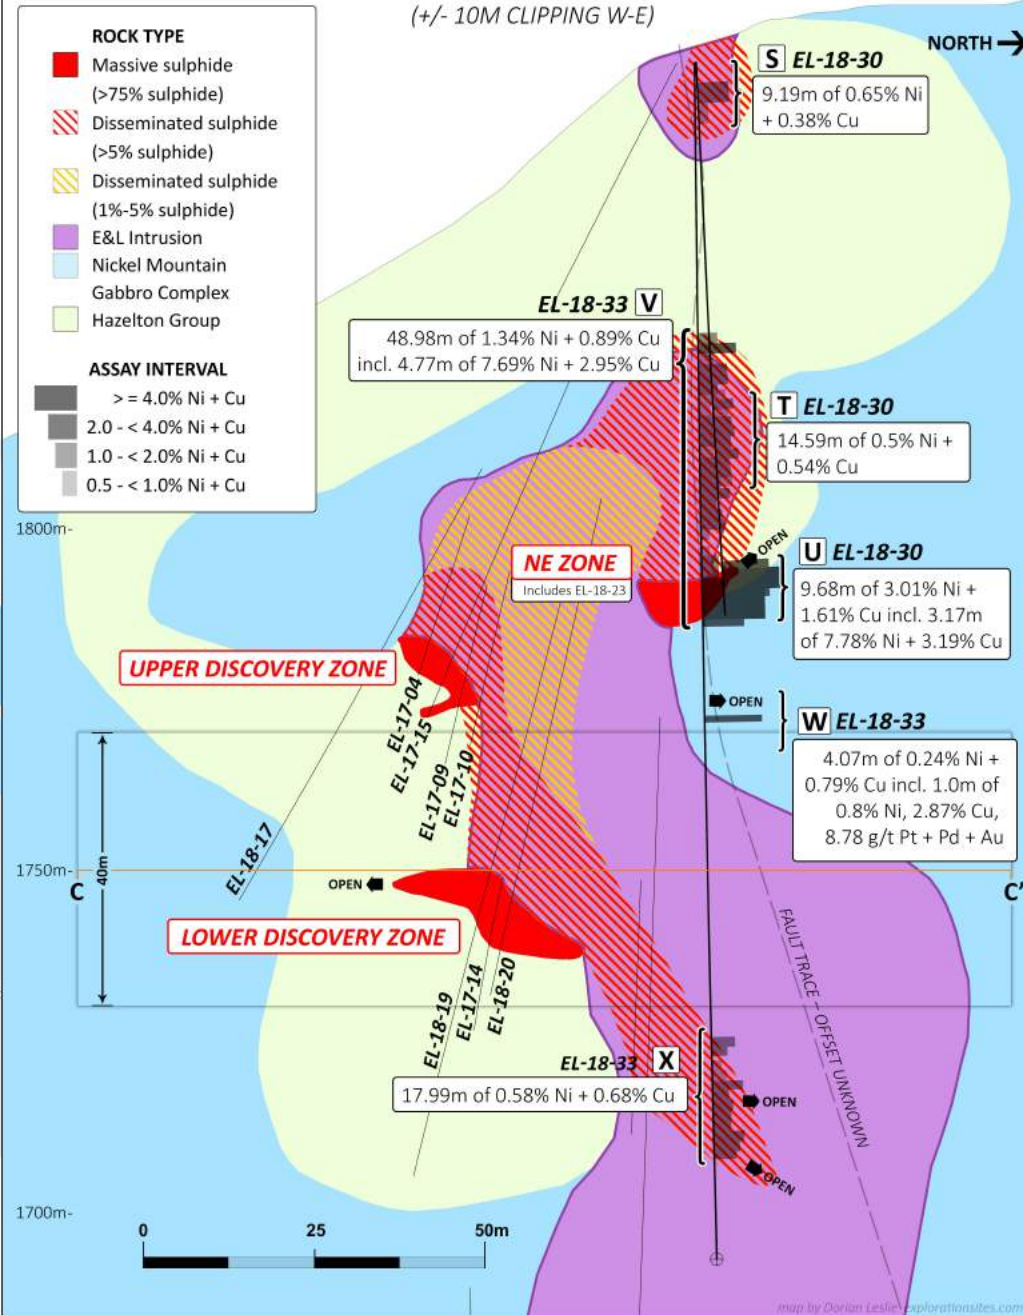 (+/- 10M CLIPPING W-E)
NORTH
ROCK TYPE
Massive sulphide
(>75% sulphide)
Disseminated sulphide
(>5% sulphide)
Disseminated sulphide
(1%-5% sulphide)
E&L Intrusion
Nickel Mountain
Gabbro Complex
Hazelton Group
ASSAY INTERVAL
> = 4.0% Ni + Cu
2.0 - < 4.0% Ni + Cu
1.0 - < 2.0% Ni + Cu
0.5 - < 1.0% Ni + Cu
S EL-18-30
9.19m of 0.65% Ni
+ 0.38% Cu
EL-18-33 V
48.98m of 1.34% Ni + 0.89% Cu
incl. 4.77m of 7.69% Ni + 2.95% Cu
T EL-18-30
14.59m of 0.5% Ni +
0.54% Cu
1800m-
OPEN
U EL-18-30
9.68m of 3.01% Ni +
1.61% Cu incl. 3.17m
of 7.78% Ni + 3.19% Cu
NE ZONE
Includes EL-18-23
UPPER DISCOVERY ZONE
OPEN
W EL-18-33
4.07m of 0.24% Ni +
0.79% Cu incl. 1.0m of
0.8% Ni, 2.87% Cu,
8.78 g/t Pt + Pd + Au
EL-17-04
EL-17-15
EL-17-09
EL-17-10
EL-18-17
40m
1750m-
C
C'
OPEN
LOWER DISCOVERY ZONE
EL-18-19
EL-17-14
EL-18-20
FAULT TRACE – OFFSET UNKNOWN
EL-18-33 X
17.99m of 0.58% Ni + 0.68% Cu
OPEN
OPEN
1700m-
0
25
50m
map by Dorian Leslie explorationsites.com